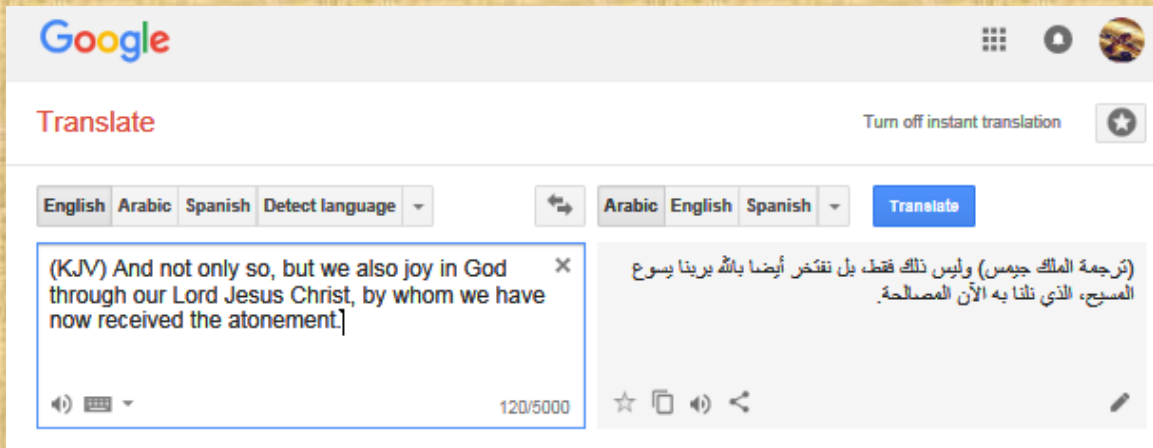 Google
Translate
Turn off instant translation
English Arabic Spanish Detect language
Arabic English Spanish
Translate
(KJV) And not only so, but we also joy in God
through our Lord Jesus Christ, by whom we have
now received the atonement.
120/5000
(ترجمة الملك جيمس) وليس ذلك فقط، بل نفتخر أيضا بالله بربنا يسوع
المسيح، الذي نلنا به الآن المصالحة.